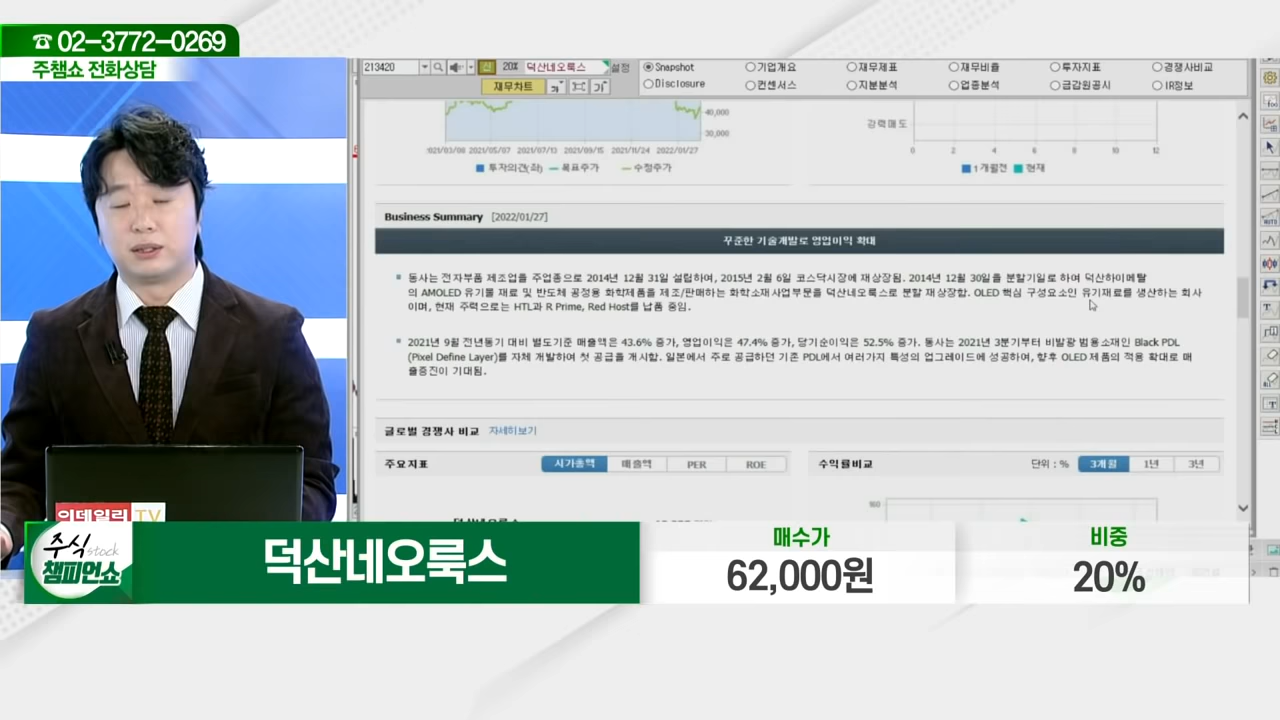 ☎ 02-3772-0269
주챔쇼 전화상담
213420 신 20% 덕산네오룩스 설정
재무차트
Snapshot 기업개요 재무제표 재무비율 투자지표 경쟁사비교
Disclosure 컨센서스 지분분석 업종분석 금감원공시 IR정보
40,000
30,000
2021/05/07 2021/07/13 2021/09/15 2021/11/24 2022/01/27
투자의견(좌) 목표주가 수정주가
강력매도
0 2 4 6 8 10 12
1개월전 현재
Business Summary [2022/01/27]
꾸준한 기술개발로 영업이익 확대
동사는 전자부품 제조업을 주업종으로 2014년 12월 31일 설립하여, 2015년 2월 6일 코스닥시장에 재상장됨. 2014년 12월 30일을 분할기일로 하여 덕산하이메탈
의 AMOLED 유기물 재료 및 반도체 공정용 화학제품을 제조/판매하는 화학소재사업부문을 덕산네오룩스로 분할 재상장함. OLED 핵심 구성요소인 유기재료를 생산하는 회사
이며, 현재 주력으로는 HTL과 R Prime, Red Host를 납품 중임.
2021년 9월 전년동기 대비 별도기준 매출액은 43.6% 증가, 영업이익은 47.4% 증가, 당기순이익은 52.5% 증가. 동사는 2021년 3분기부터 비발광 범용소재인 Black PDL
(Pixel Define Layer)를 자체 개발하여 첫 공급을 개시함. 일본에서 주로 공급하던 기존 PDL에서 여러가지 특성의 업그레이드에 성공하여, 향후 OLED 제품의 적용 확대로 매
출증진이 기대됨.
글로벌 경쟁사 비교 자세히보기
주요지표 시가총액 매출액 PER ROE
수익률비교 단위 : % 3개월 1년 3년
160
이데일리 TV
주식 stock
챔피언쇼
덕산네오룩스
매수가
62,000원
비중
20%